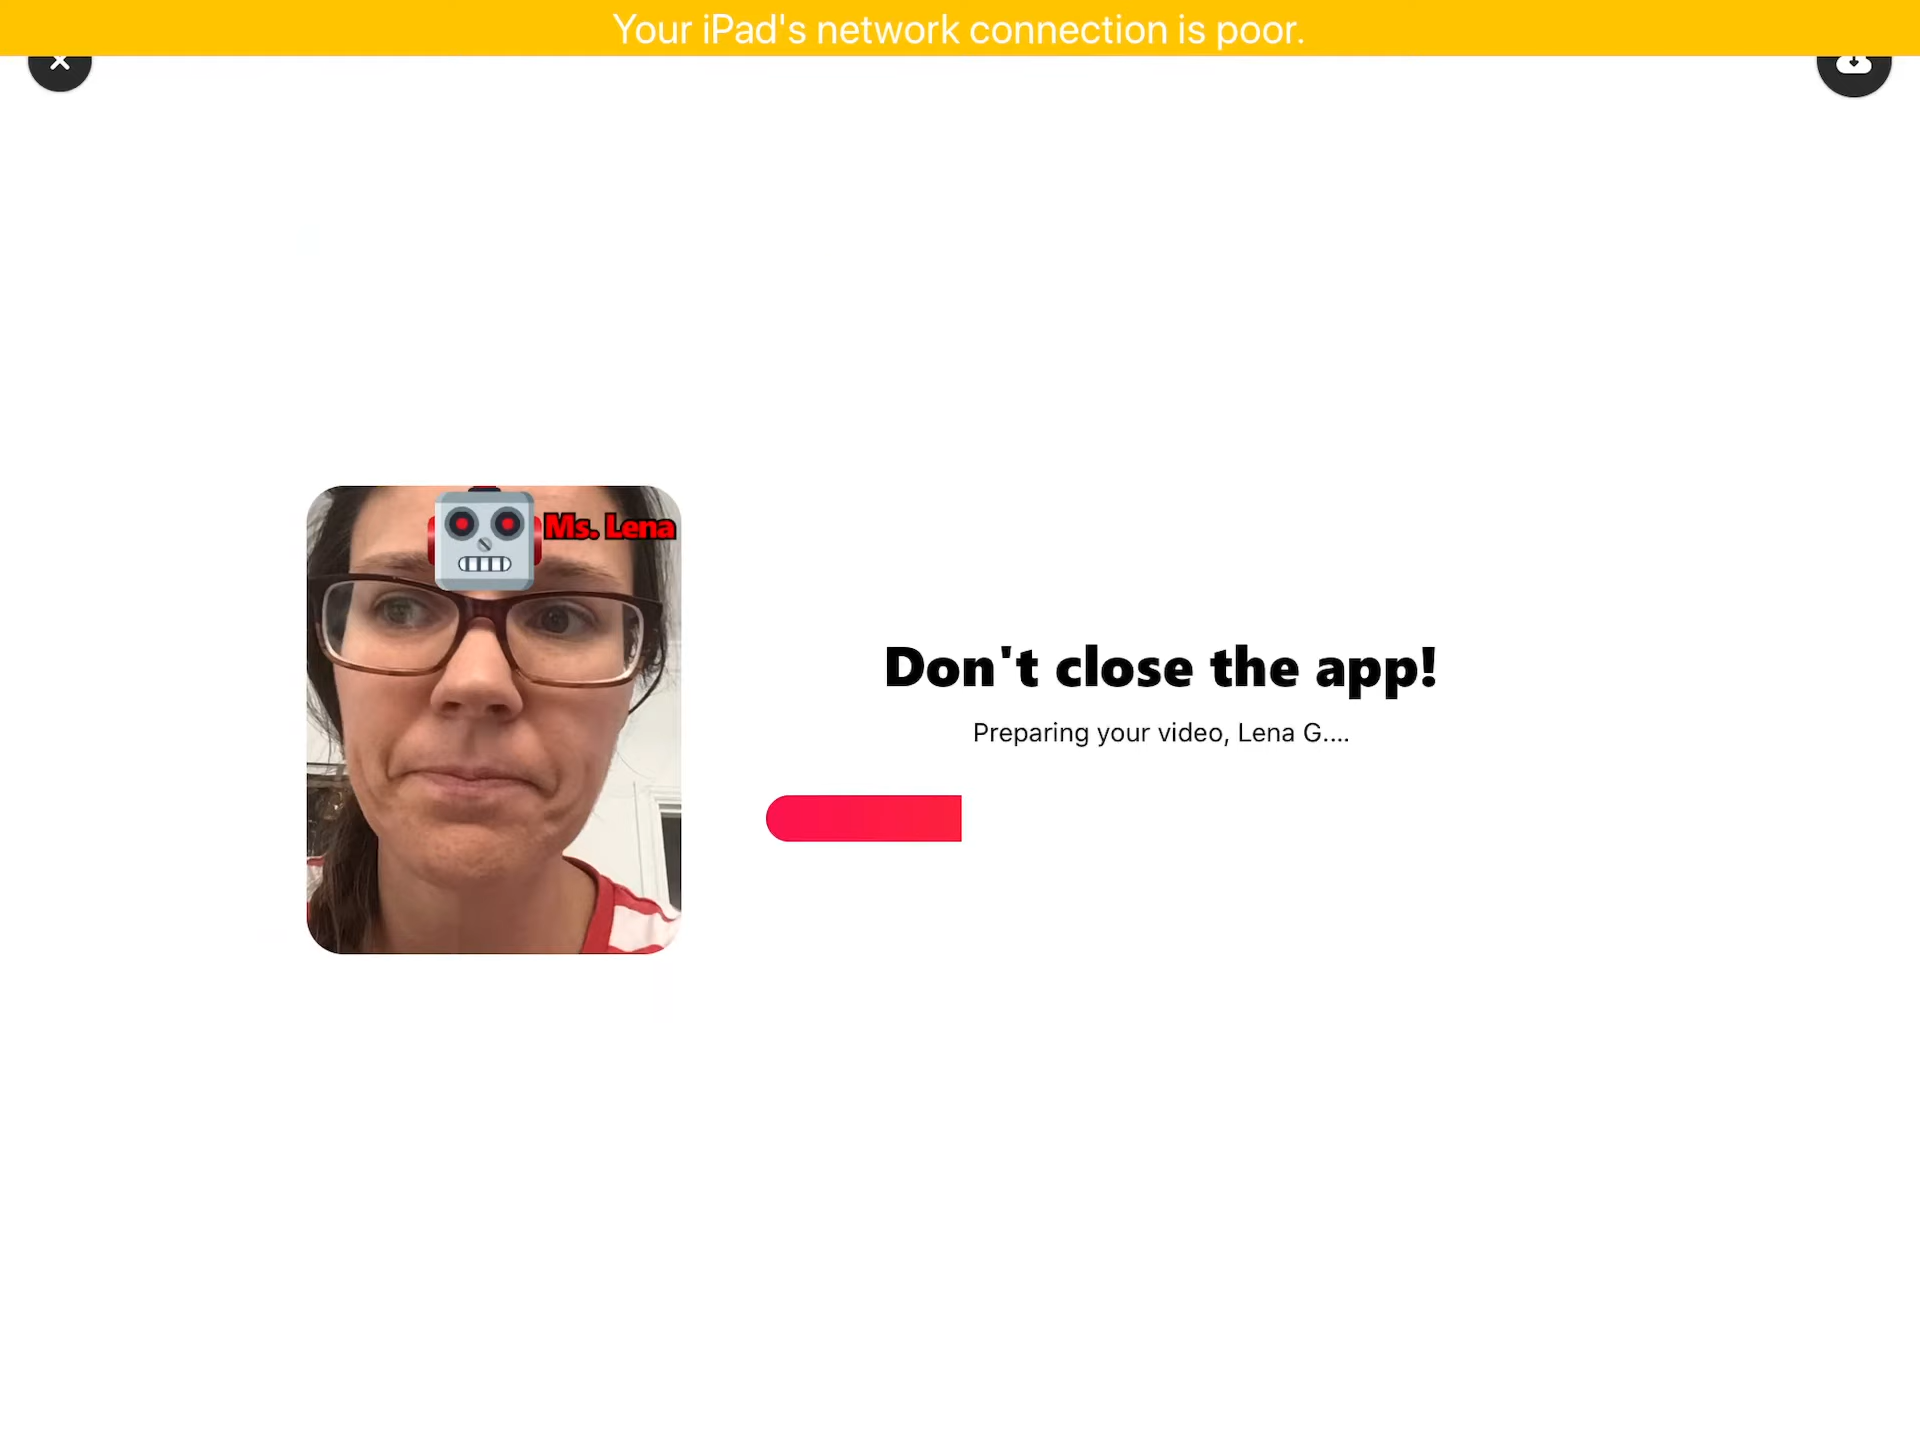 Your iPad's network connection is poor.
Ms. Lena
Don't close the app!
Preparing your video, Lena G....